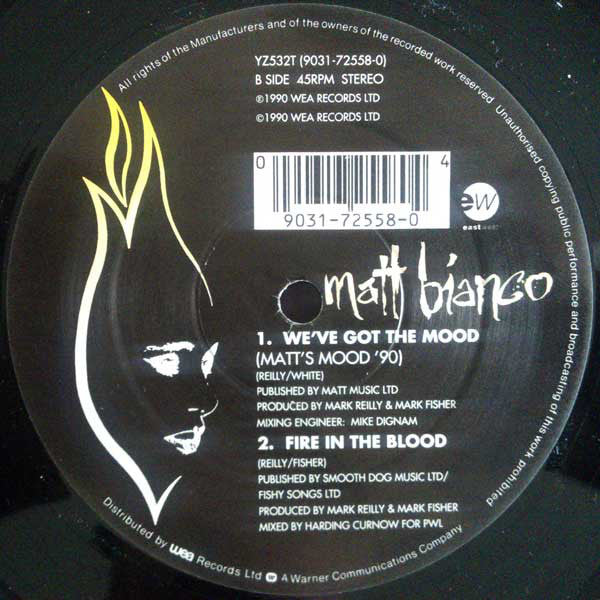 All rights of the Manufacturers and of the owners of the recorded work reserved Unauthorised copying public performance and broadcasting of this work prohibited
YZ532T (9031-72558-0)
B SIDE 45RPM STEREO
℗1990 WEA RECORDS LTD
©1990 WEA RECORDS LTD
0 4
9031-72558-0
ew
eastwest
matt bianco
1. WE'VE GOT THE MOOD
(MATT'S MOOD '90)
(REILLY/WHITE)
PUBLISHED BY MATT MUSIC LTD
PRODUCED BY MARK REILLY & MARK FISHER
MIXING ENGINEER: MIKE DIGNAM
2. FIRE IN THE BLOOD
(REILLY/FISHER)
PUBLISHED BY SMOOTH DOG MUSIC LTD/
FISHY SONGS LTD
PRODUCED BY MARK REILLY & MARK FISHER
MIXED BY HARDING CURNOW FOR PWL
Distributed by wea Records Ltd A Warner Communications Company